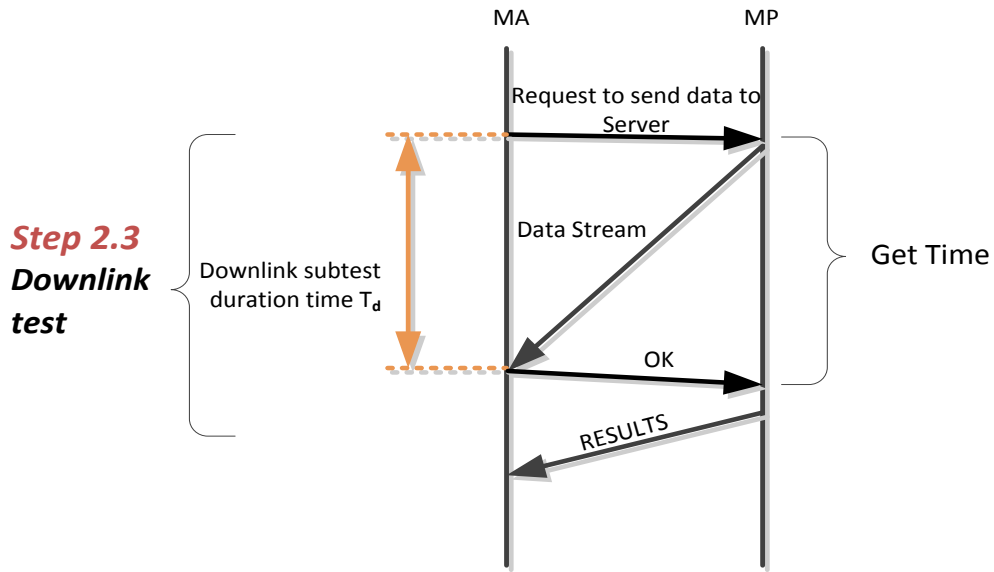 MA
MP
Request to send data to
Server
Step 2.3
Downlink
test
Downlink subtest
duration time Td
Data Stream
Get Time
OK
RESULTS